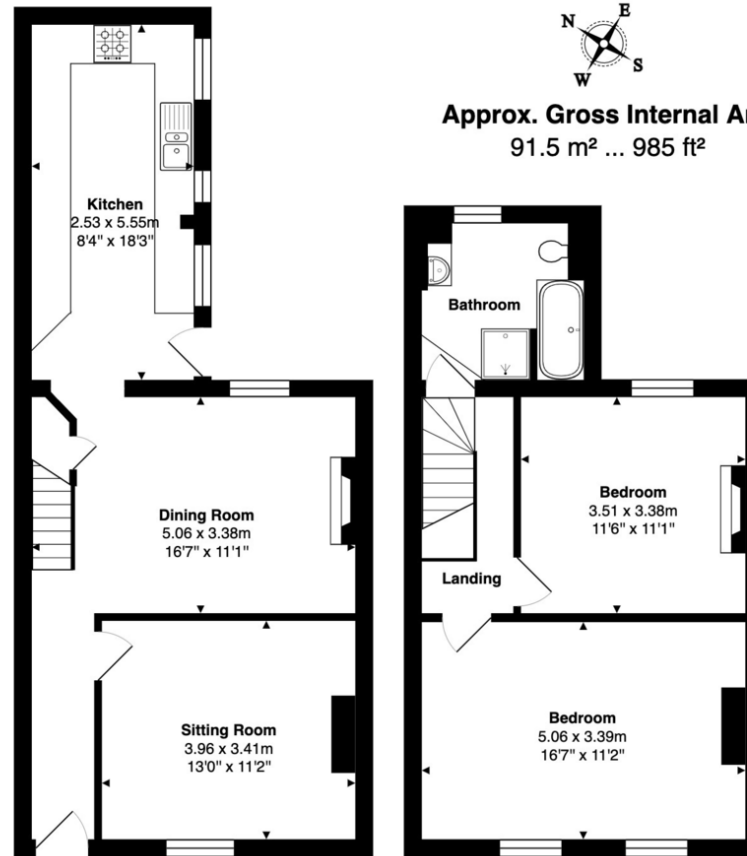 N
E
W
S
Approx. Gross Internal
91.5 m² ... 985 ft²
Kitchen
2.53 x 5.55m
8'4" x 18'3"
Dining Room
5.06 x 3.38m
16'7" x 11'1"
Sitting Room
3.96 x 3.41m
13'0" x 11'2"
Bathroom
Bedroom
3.51 x 3.38m
11'6" x 11'1"
Landing
Bedroom
5.06 x 3.39m
16'7" x 11'2"